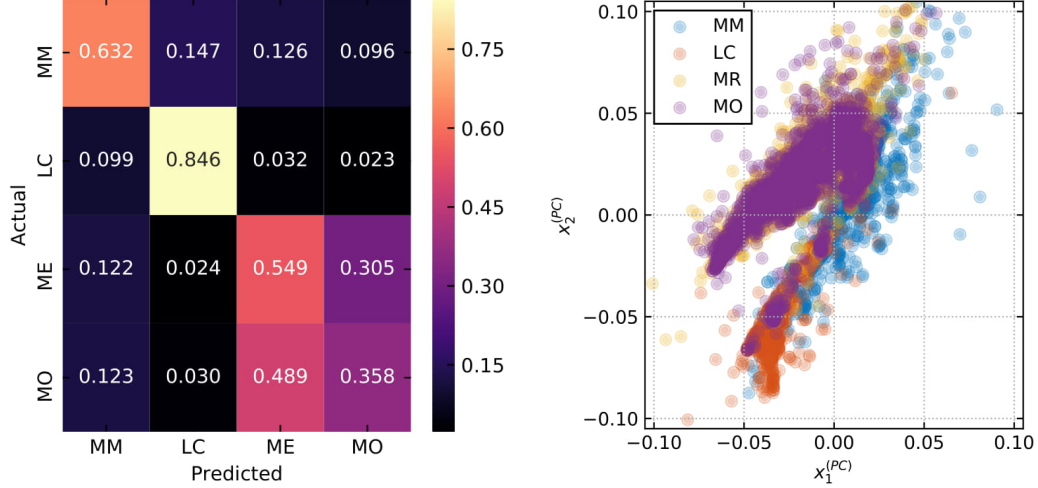 MM 0.632 0.147 0.126 0.096
LC 0.099 0.846 0.032 0.023
ME 0.122 0.024 0.549 0.305
MO 0.123 0.030 0.489 0.358
Actual
MM LC ME MO
Predicted
0.75
0.60
0.45
0.30
0.15
MM
LC
MR
MO
0.10
0.05
0.00
−0.05
−0.10
x₂⁽ᴾᶜ⁾
−0.10 −0.05 0.00 0.05 0.10
x₁⁽ᴾᶜ⁾